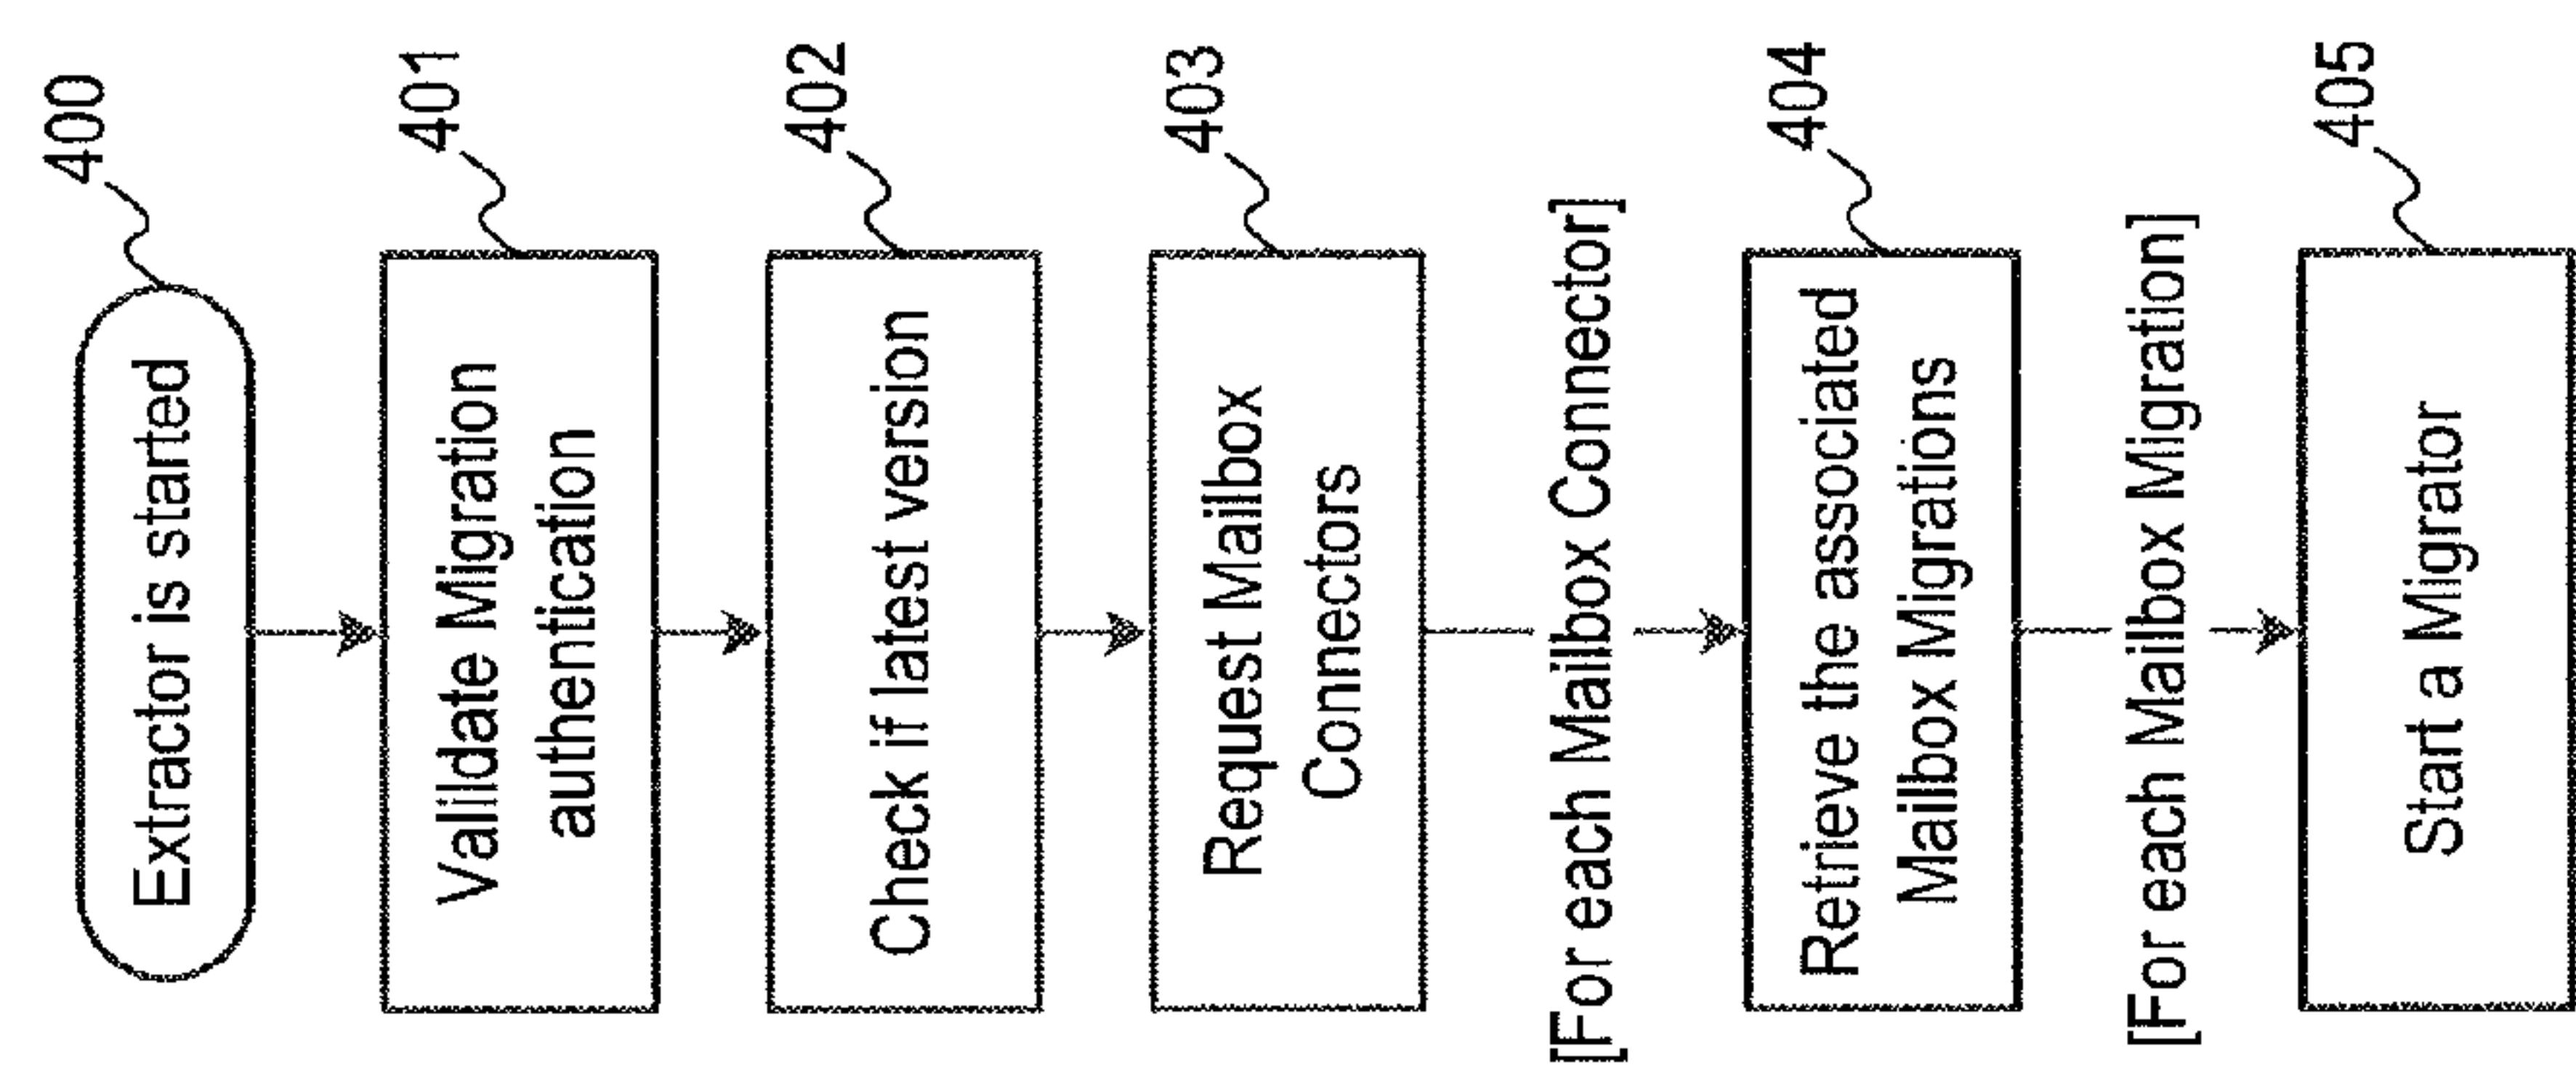 400
Extractor is started
401
Valildate Migration
authentication
402
Check if latest version
403
Request Mailbox
Connectors
[For each Mailbox Connector]
404
Retrieve the associated
Mailbox Migrations
[For each Mailbox Migration]
405
Start a Migrator